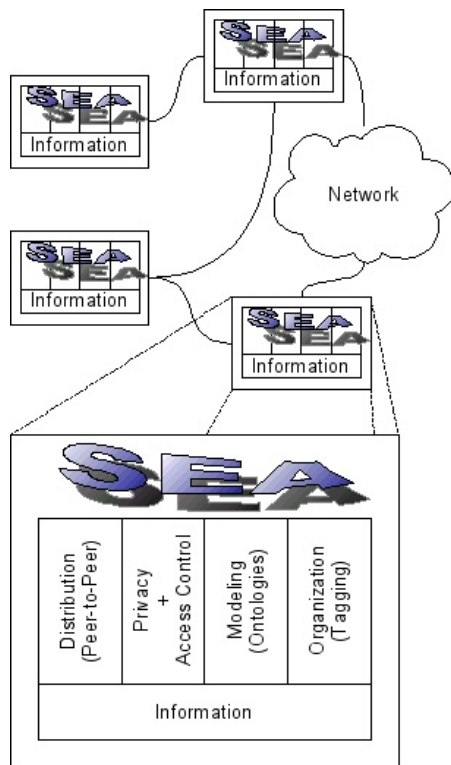 SEA
Information
SEA
Information
Network
SEA
Information
SEA
Information
SEA
Distribution
(Peer-to-Peer)
Privacy
+
Access Control
Modeling
(Ontologies)
Organization
(Tagging)
Information